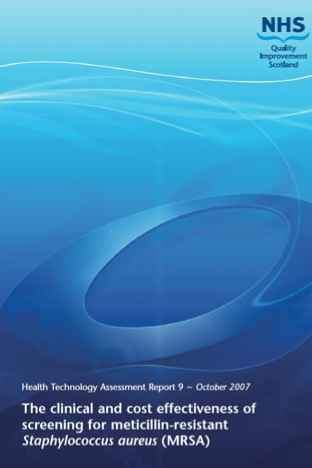 NHS
Quality
Improvement
Scotland
Health Technology Assessment Report 9 ~ October 2007
The clinical and cost effectiveness of
screening for meticillin-resistant
Staphylococcus aureus (MRSA)